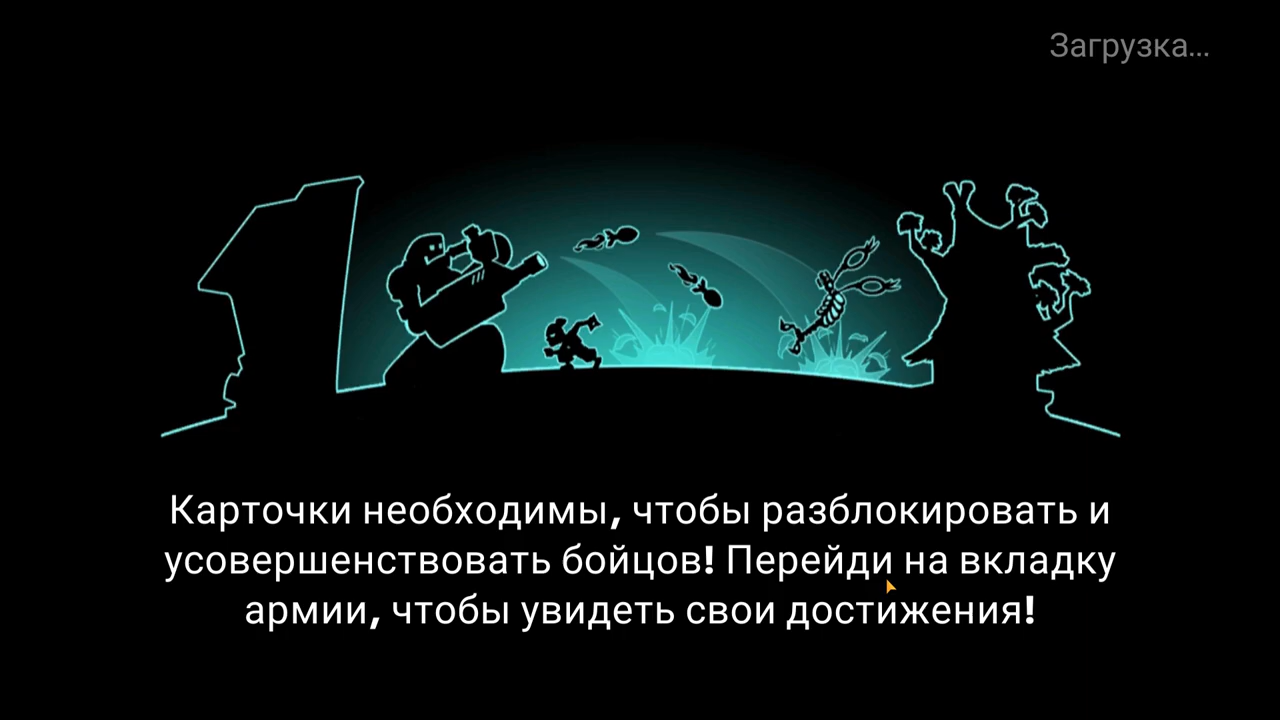 Загрузка...
Карточки необходимы, чтобы разблокировать и
усовершенствовать бойцов! Перейди на вкладку
армии, чтобы увидеть свои достижения!